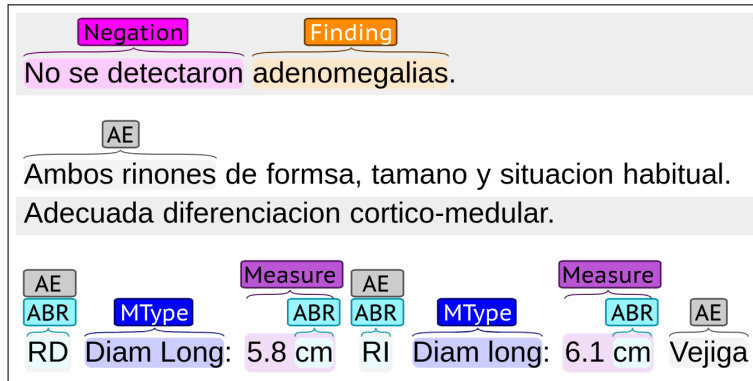 Negation Finding
No se detectaron adenomegalias.
AE
Ambos rinones de formsa, tamano y situacion habitual.
Adecuada diferenciacion cortico-medular.
AE Measure AE Measure
ABR MType ABR ABR MType ABR AE
RD Diam Long: 5.8 cm RI Diam long: 6.1 cm Vejiga